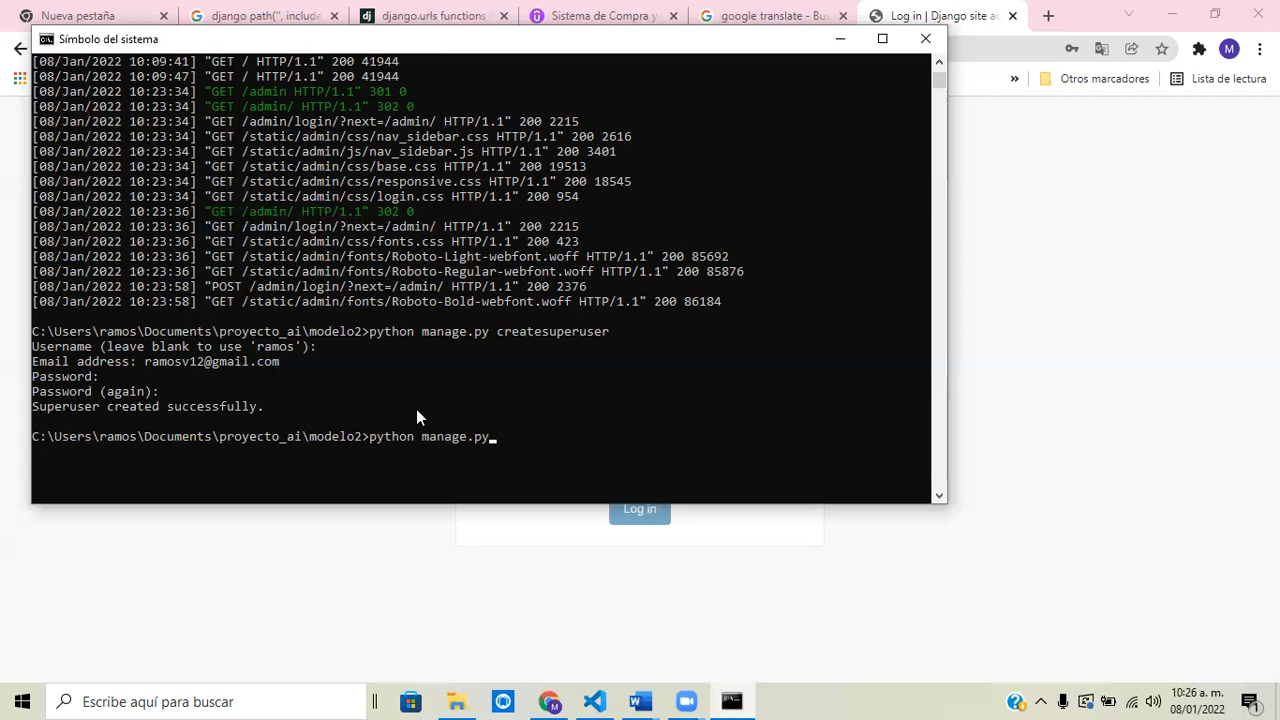 Nueva pestaña
django path('', include
django.urls functions f
Sistema de Compra y
google translate - Bus
Log in | Django site ad
M
Otros marcadores
Lista de lectura
Símbolo del sistema
[08/Jan/2022 10:09:41] "GET / HTTP/1.1" 200 41944
[08/Jan/2022 10:09:47] "GET / HTTP/1.1" 200 41944
[08/Jan/2022 10:23:34] "GET /admin HTTP/1.1" 301 0
[08/Jan/2022 10:23:34] "GET /admin/ HTTP/1.1" 302 0
[08/Jan/2022 10:23:34] "GET /admin/login/?next=/admin/ HTTP/1.1" 200 2215
[08/Jan/2022 10:23:34] "GET /static/admin/css/nav_sidebar.css HTTP/1.1" 200 2616
[08/Jan/2022 10:23:34] "GET /static/admin/js/nav_sidebar.js HTTP/1.1" 200 3401
[08/Jan/2022 10:23:34] "GET /static/admin/css/base.css HTTP/1.1" 200 19513
[08/Jan/2022 10:23:34] "GET /static/admin/css/responsive.css HTTP/1.1" 200 18545
[08/Jan/2022 10:23:34] "GET /static/admin/css/login.css HTTP/1.1" 200 954
[08/Jan/2022 10:23:36] "GET /admin/ HTTP/1.1" 302 0
[08/Jan/2022 10:23:36] "GET /admin/login/?next=/admin/ HTTP/1.1" 200 2215
[08/Jan/2022 10:23:36] "GET /static/admin/css/fonts.css HTTP/1.1" 200 423
[08/Jan/2022 10:23:36] "GET /static/admin/fonts/Roboto-Light-webfont.woff HTTP/1.1" 200 85692
[08/Jan/2022 10:23:36] "GET /static/admin/fonts/Roboto-Regular-webfont.woff HTTP/1.1" 200 85876
[08/Jan/2022 10:23:58] "POST /admin/login/?next=/admin/ HTTP/1.1" 200 2376
[08/Jan/2022 10:23:58] "GET /static/admin/fonts/Roboto-Bold-webfont.woff HTTP/1.1" 200 86184
C:\Users\ramos\Documents\proyecto_ai\modelo2>python manage.py createsuperuser
Username (leave blank to use 'ramos'):
Email address: ramosv12@gmail.com
Password:
Password (again):
Superuser created successfully.
C:\Users\ramos\Documents\proyecto_ai\modelo2>python manage.py_
Log in
Escribe aquí para buscar
10:26 a. m.
08/01/2022